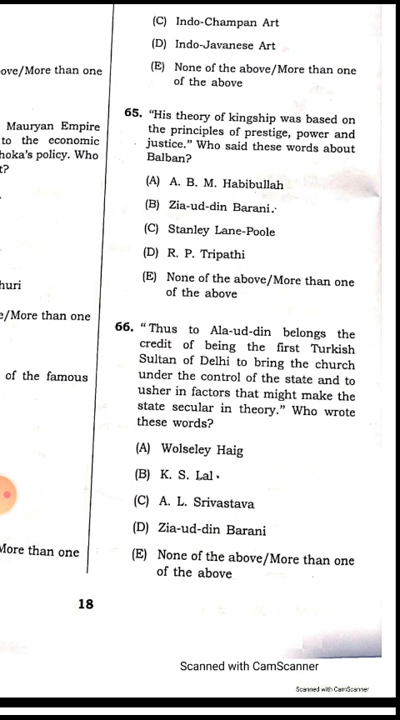 ove/More than one
Mauryan Empire
to the economic
hoka's policy. Who
t?
huri
e/More than one
of the famous
More than one
(C) Indo-Champan Art
(D) Indo-Javanese Art
(E) None of the above/More than one
of the above
65. "His theory of kingship was based on
the principles of prestige, power and
justice." Who said these words about
Balban?
(A) A. B. M. Habibullah
(B) Zia-ud-din Barani.
(C) Stanley Lane-Poole
(D) R. P. Tripathi
(E) None of the above/More than one
of the above
66. "Thus to Ala-ud-din belongs the
credit of being the first Turkish
Sultan of Delhi to bring the church
under the control of the state and to
usher in factors that might make the
state secular in theory." Who wrote
these words?
(A) Wolseley Haig
(B) K. S. Lal
(C) A. L. Srivastava
(D) Zia-ud-din Barani
(E) None of the above/More than one
of the above
18
Scanned with CamScanner
Scanned with CamScanner